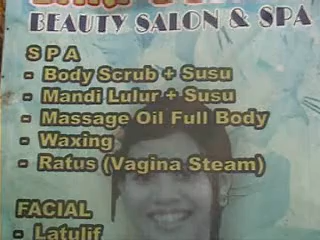 BEAUTY SALON & SPA
SPA
- Body Scrub + Susu
- Mandi Lulur + Susu
- Massage Oil Full Body
- Waxing
- Ratus (Vagina Steam)
FACIAL
- Latulif